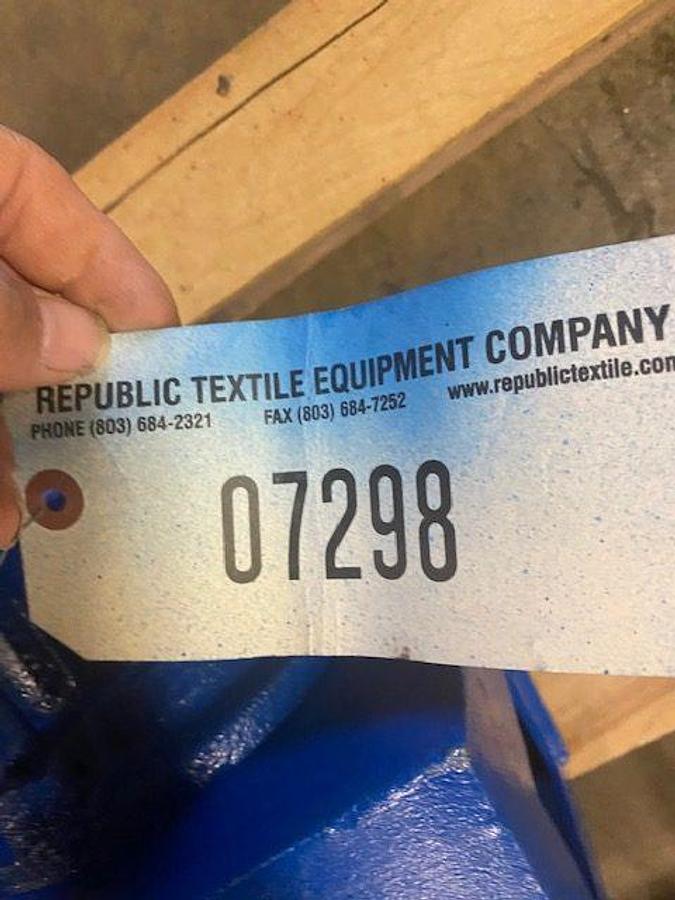 REPUBLIC TEXTILE EQUIPMENT COMPANY
PHONE (803) 684-2321 FAX (803) 684-7252 www.republictextile.com
07298